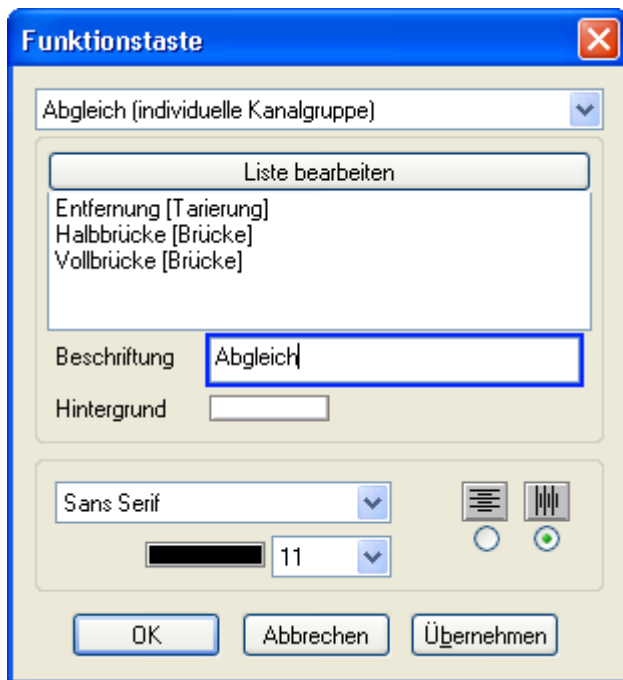 Funktionstaste
Abgleich (individuelle Kanalgruppe)
Liste bearbeiten
Entfernung [Tarierung]
Halbbrücke [Brücke]
Vollbrücke [Brücke]
Beschriftung Abgleich
Hintergrund
Sans Serif
11
OK Abbrechen Übernehmen